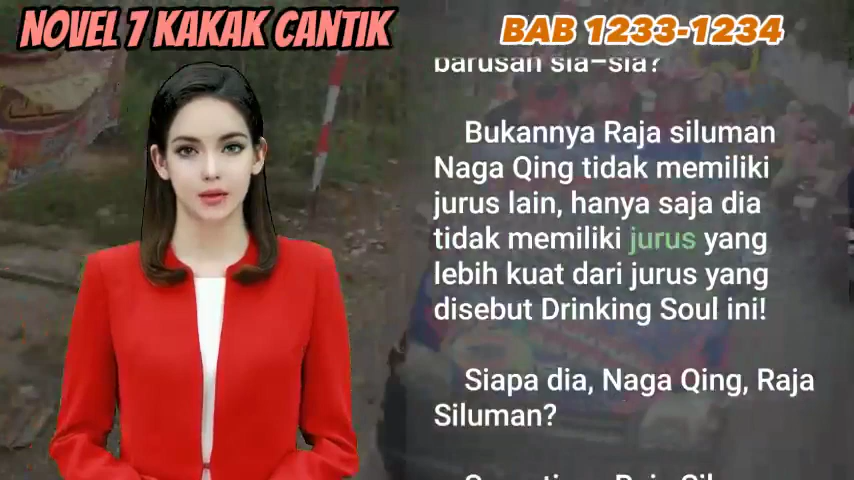 NOVEL 7 KAKAK CANTIK
BAB 1233-1234
barusan sia-sia?
Bukannya Raja siluman
Naga Qing tidak memiliki
jurus lain, hanya saja dia
tidak memiliki jurus yang
lebih kuat dari jurus yang
disebut Drinking Soul ini!
Siapa dia, Naga Qing, Raja
Siluman?